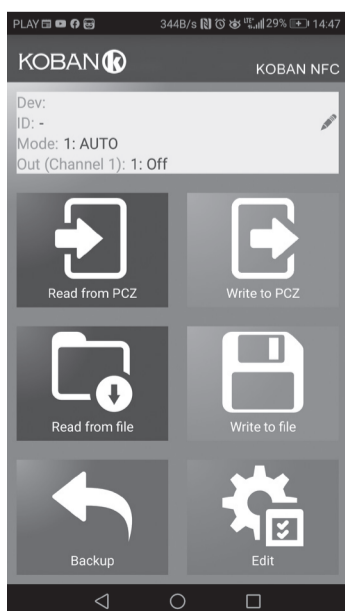 PLAY 344B/s 29% 14:47
KOBAN K
KOBAN NFC
Dev:
ID: -
Mode: 1: AUTO
Out (Channel 1): 1: Off
Read from PCZ
Write to PCZ
Read from file
Write to file
Backup
Edit